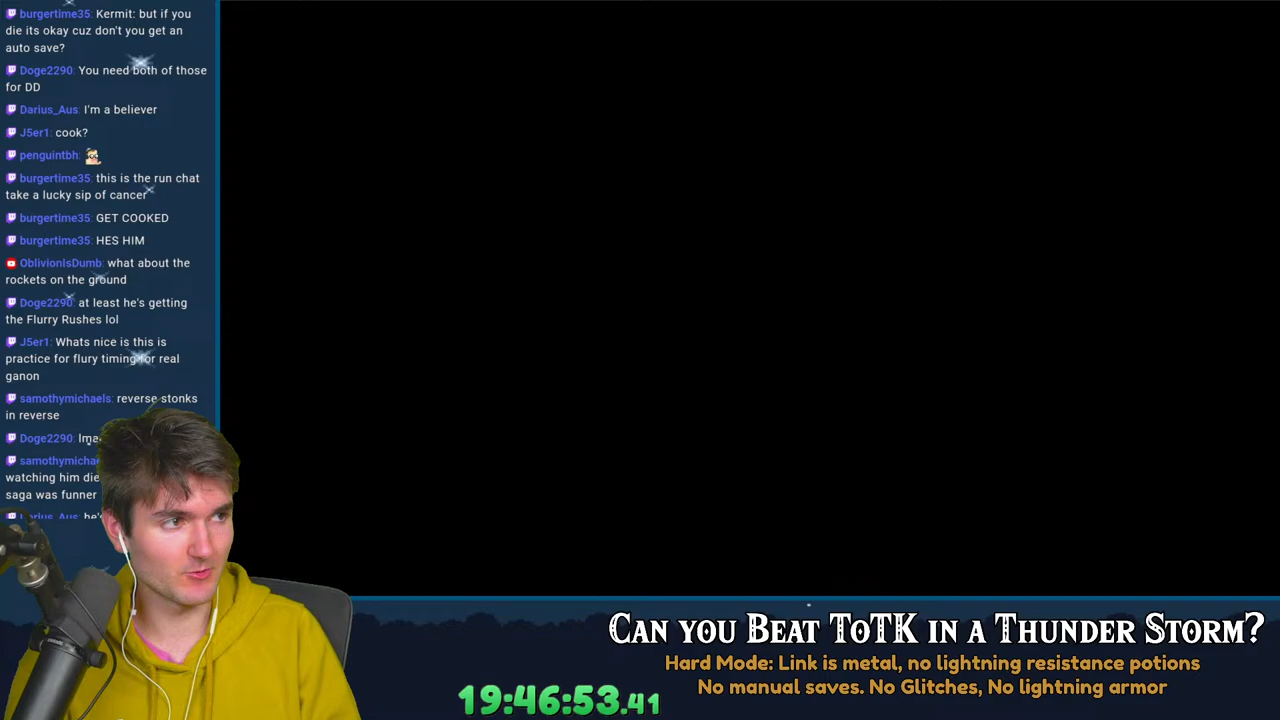 burgertime35: Kermit: but if you
die its okay cuz don't you get an
auto save?
Doge2290: You need both of those
for DD
Darius_Aus: I'm a believer
J5er1: cook?
penguintbh:
burgertime35: this is the run chat
take a lucky sip of cancer
burgertime35: GET COOKED
burgertime35: HES HIM
OblivionIsDumb: what about the
rockets on the ground
Doge2290: at least he's getting
the Flurry Rushes lol
J5er1: Whats nice is this is
practice for flury timing for real
ganon
samothymichaels: reverse stonks
in reverse
Doge2290:
watching him die
saga was funner
Can you Beat ToTK in a Thunder Storm?
Hard Mode: Link is metal, no lightning resistance potions
No manual saves. No Glitches, No lightning armor
19:46:53.41